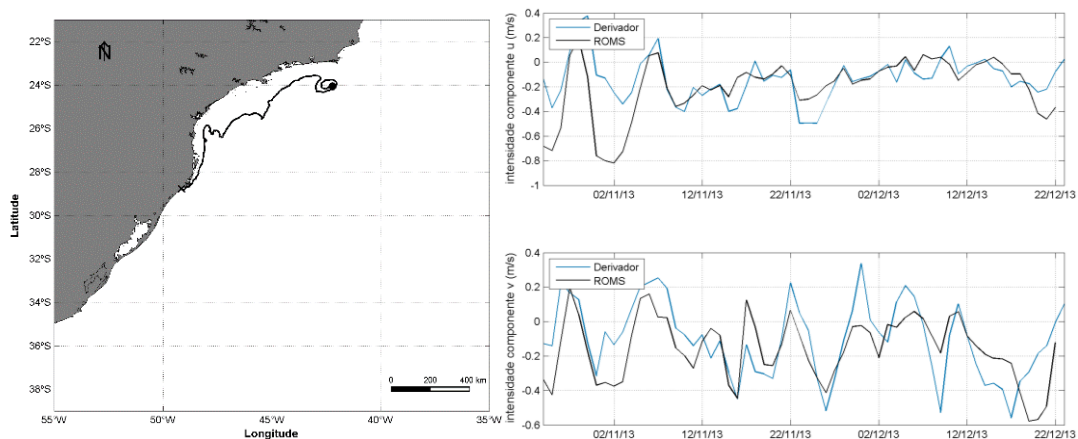 22°S
24°S
26°S
28°S
30°S
32°S
34°S
36°S
38°S
Latitude
N
0 200 400 km
55°W 50°W 45°W 40°W 35°W
Longitude
0.4
0.2
0
-0.2
-0.4
-0.6
-0.8
-1
intensidade componente u (m/s)
Derivador
ROMS
02/11/13 12/11/13 22/11/13 02/12/13 12/12/13 22/12/13
0.4
0.2
0
-0.2
-0.4
-0.6
intensidade componente v (m/s)
Derivador
ROMS
02/11/13 12/11/13 22/11/13 02/12/13 12/12/13 22/12/13